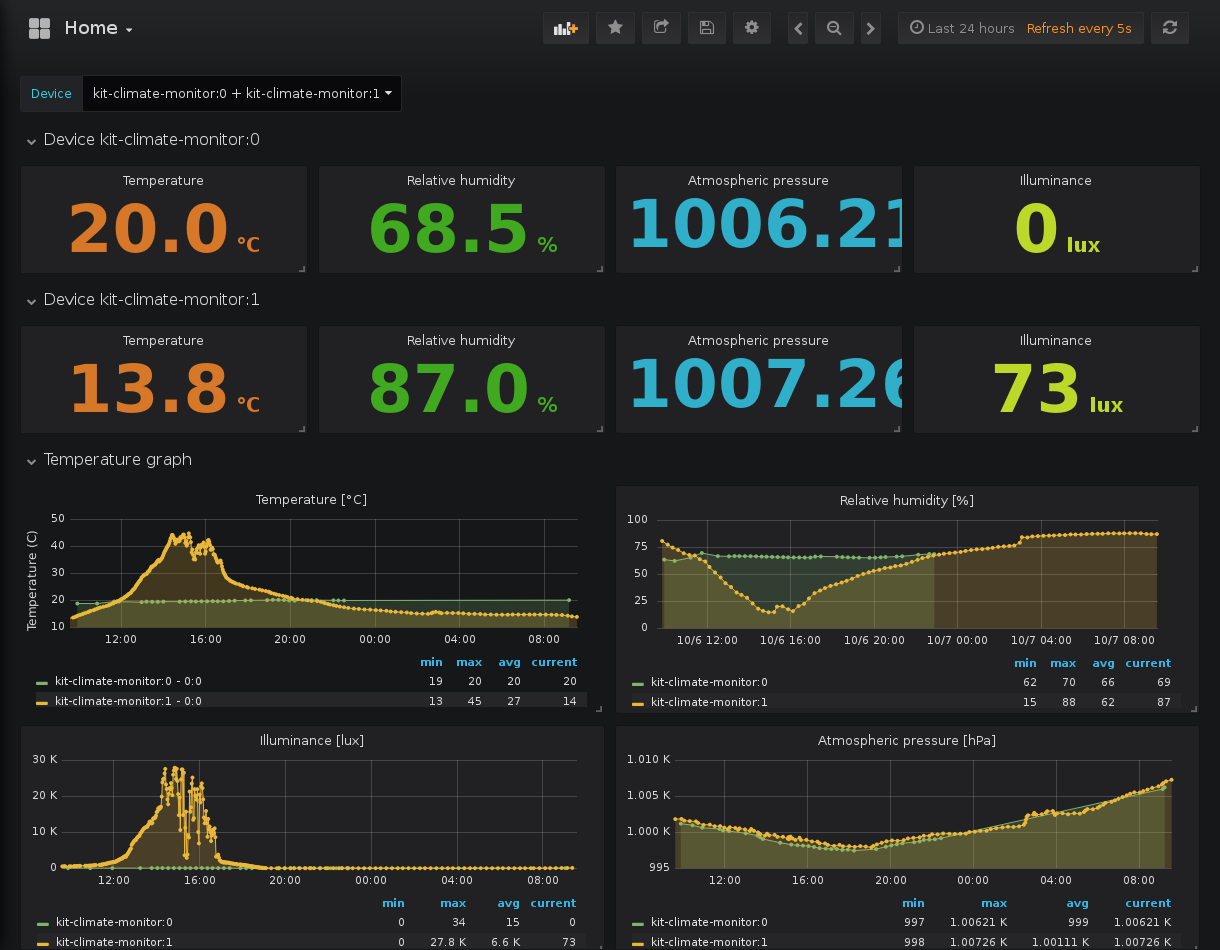 Home
Last 24 hours Refresh every 5s
Device kit-climate-monitor:0 + kit-climate-monitor:1
Device kit-climate-monitor:0
Temperature
20.0 °C
Relative humidity
68.5 %
Atmospheric pressure
1006.21
Illuminance
0 lux
Device kit-climate-monitor:1
Temperature
13.8 °C
Relative humidity
87.0 %
Atmospheric pressure
1007.26
Illuminance
73 lux
Temperature graph
Temperature [°C]
Temperature (C)
50
40
30
20
10
12:00 16:00 20:00 00:00 04:00 08:00
min max avg current
kit-climate-monitor:0 - 0:0 19 20 20 20
kit-climate-monitor:1 - 0:0 13 45 27 14
Relative humidity [%]
100
75
50
25
0
10/6 12:00 10/6 16:00 10/6 20:00 10/7 00:00 10/7 04:00 10/7 08:00
min max avg current
kit-climate-monitor:0 62 70 66 69
kit-climate-monitor:1 15 88 62 87
Illuminance [lux]
30 K
20 K
10 K
0
12:00 16:00 20:00 00:00 04:00 08:00
min max avg current
kit-climate-monitor:0 0 34 15 0
kit-climate-monitor:1 0 27.8 K 6.6 K 73
Atmospheric pressure [hPa]
1.010 K
1.005 K
1.000 K
995
12:00 16:00 20:00 00:00 04:00 08:00
min max avg current
kit-climate-monitor:0 997 1.00621 K 999 1.00621 K
kit-climate-monitor:1 998 1.00726 K 1.00111 K 1.00726 K